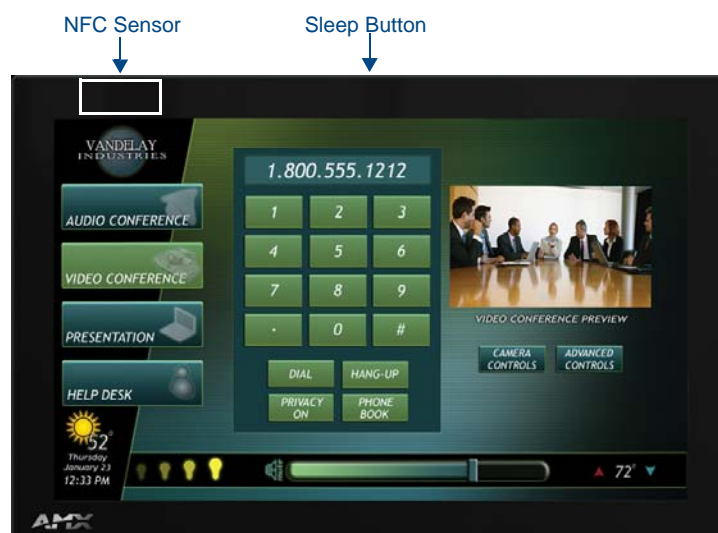 NFC Sensor
Sleep Button
VANDELAY
INDUSTRIES
AUDIO CONFERENCE
VIDEO CONFERENCE
PRESENTATION
HELP DESK
52°
Thursday
January 23
12:33 PM
1.800.555.1212
1 2 3
4 5 6
7 8 9
· 0 #
DIAL HANG-UP
PRIVACY ON
PHONE BOOK
VIDEO CONFERENCE PREVIEW
CAMERA CONTROLS
ADVANCED CONTROLS
72°
AMX